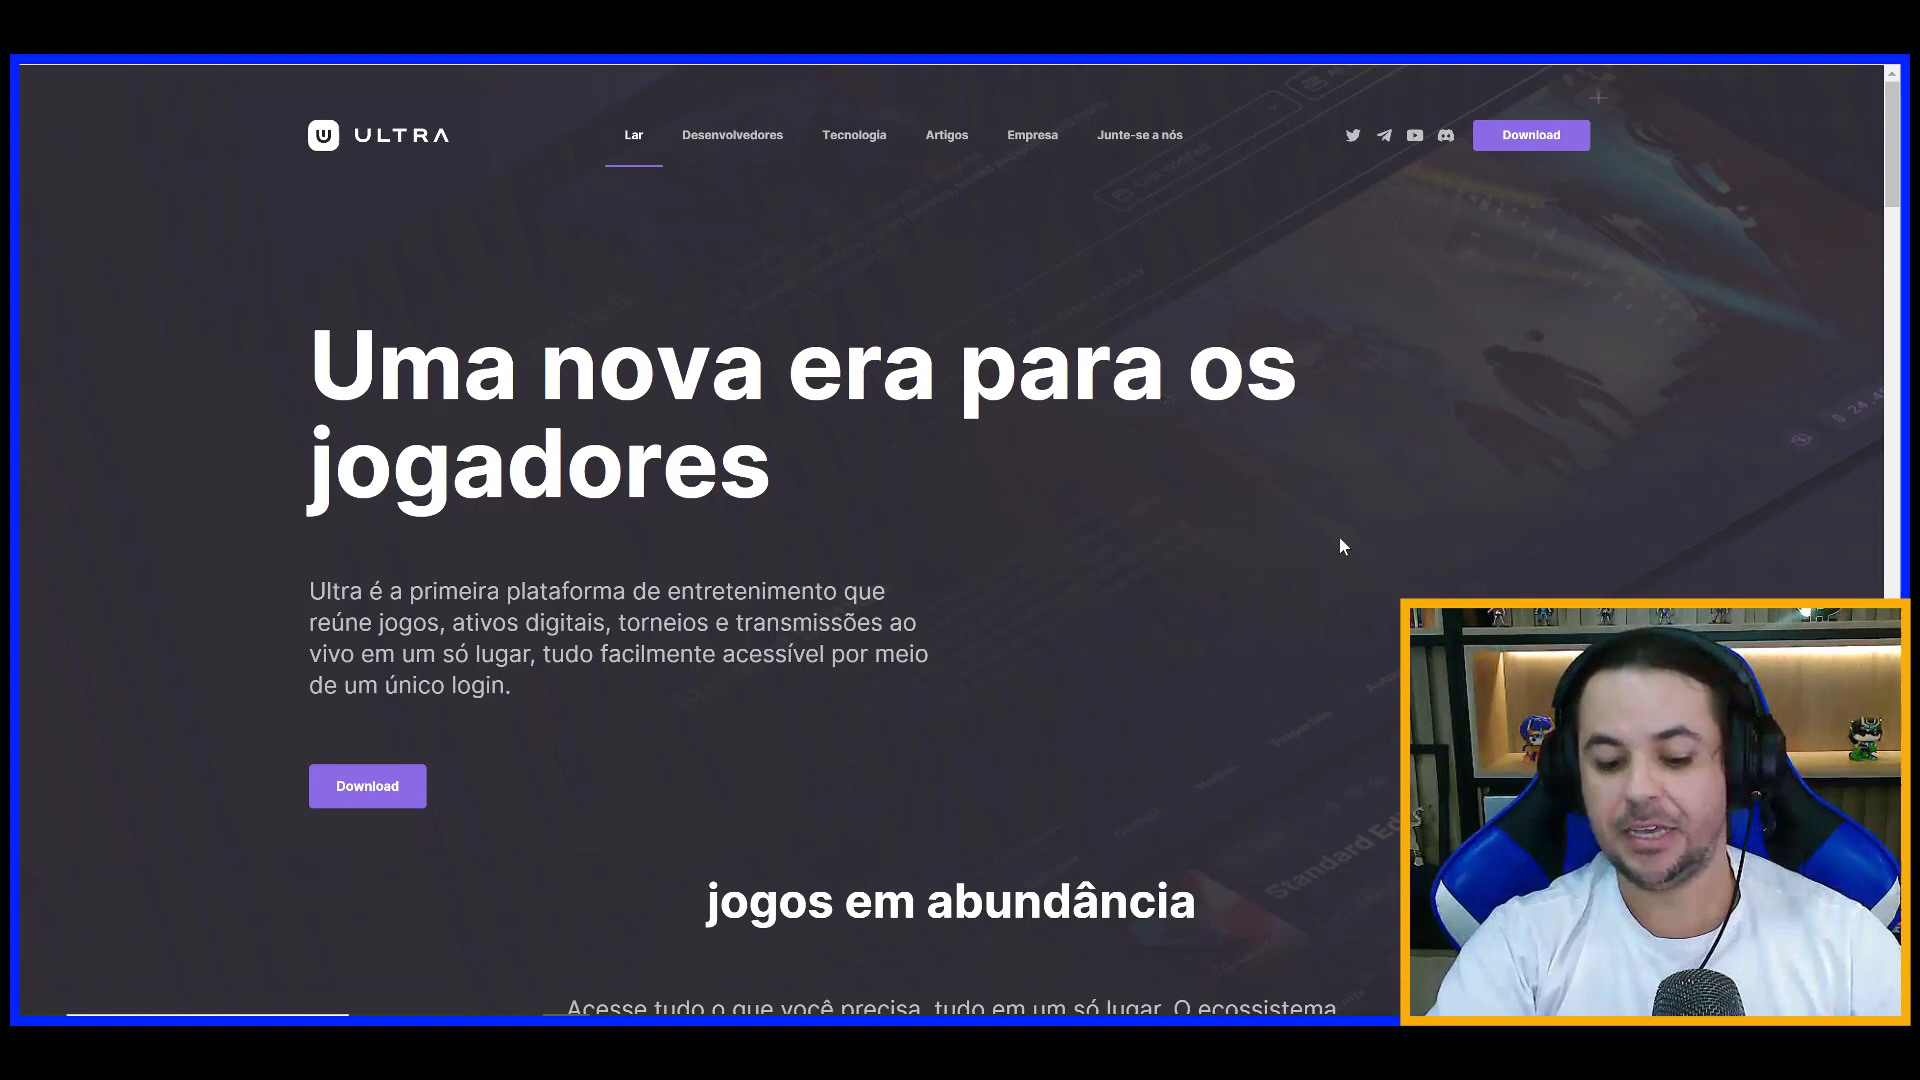 ULTRA
Lar
Desenvolvedores
Tecnologia
Artigos
Empresa
Junte-se a nós
Download
Uma nova era para os
jogadores
Ultra é a primeira plataforma de entretenimento que
reúne jogos, ativos digitais, torneios e transmissões ao
vivo em um só lugar, tudo facilmente acessível por meio
de um único login.
Download
Standard Edi
jogos em abundância
Acesse tudo o que você precisa, tudo em um só lugar. O ecossistema